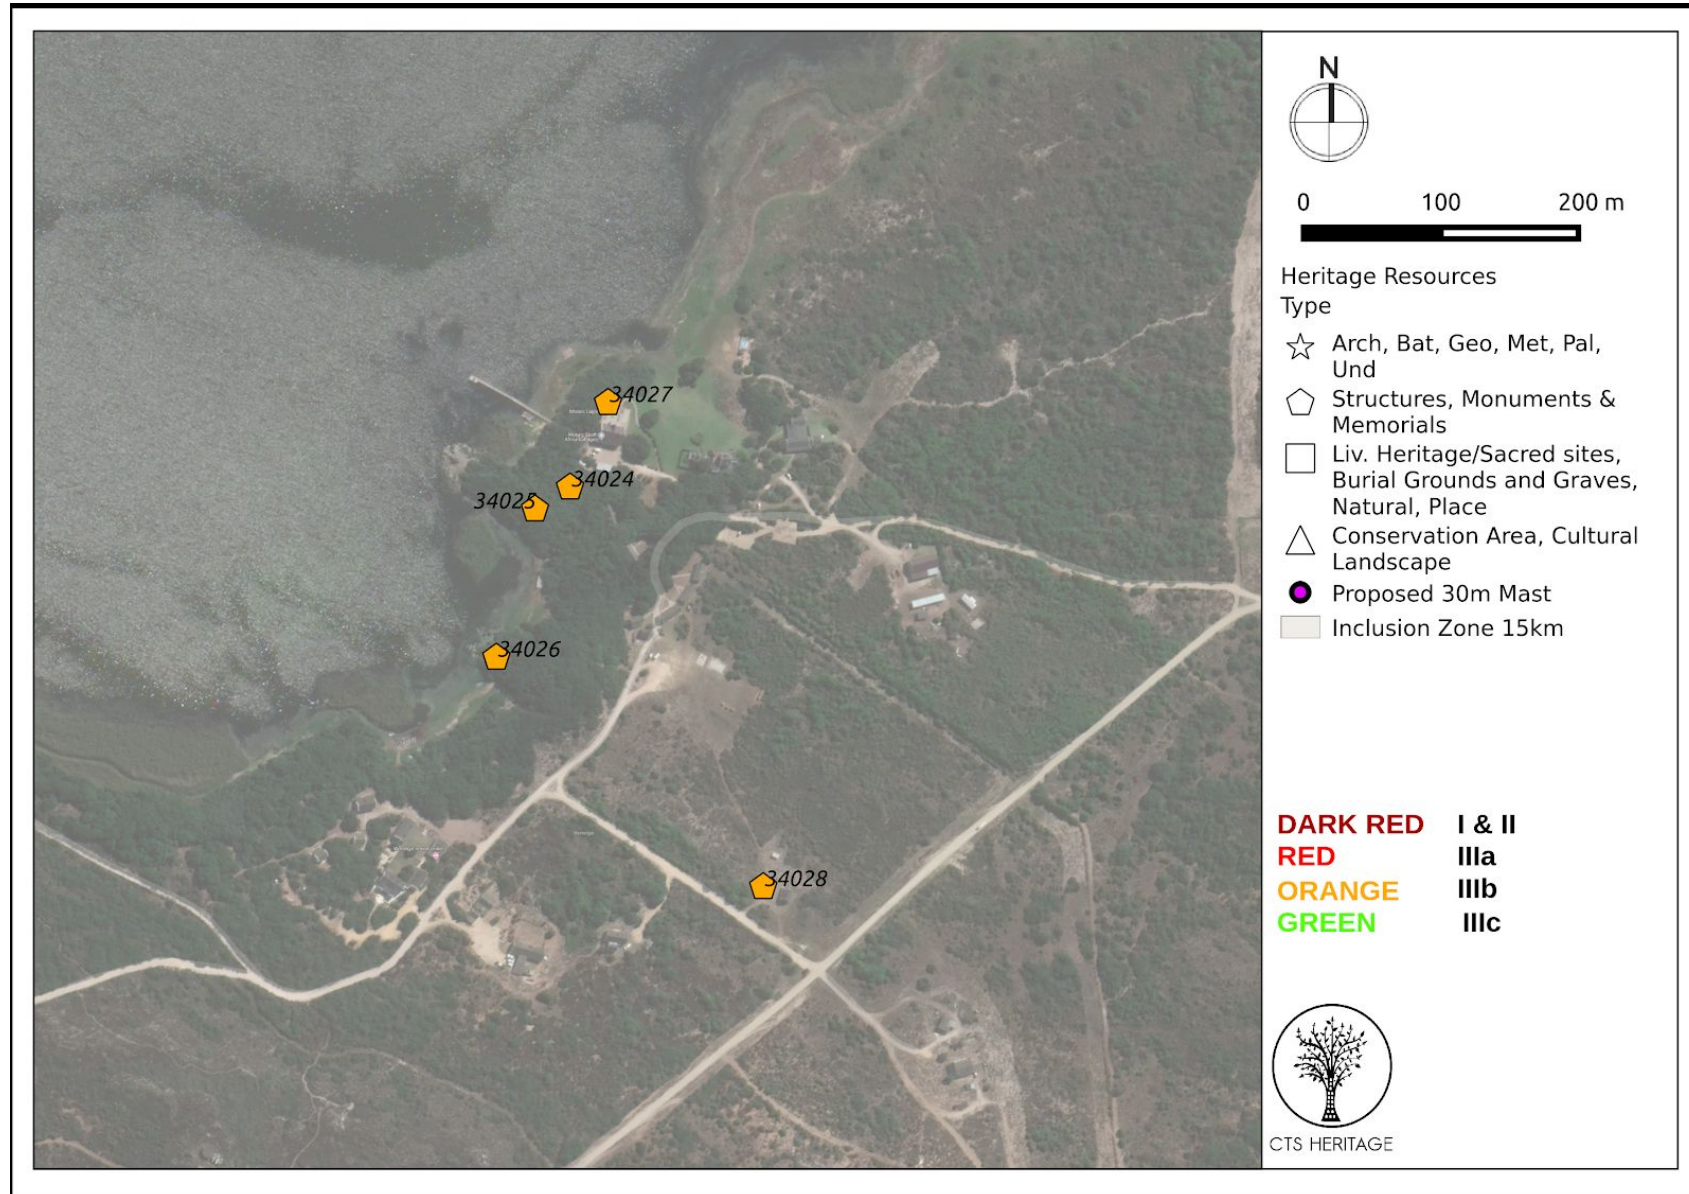 N
0 100 200 m
Heritage Resources
Type
Arch, Bat, Geo, Met, Pal,
Und
Structures, Monuments &
Memorials
Liv. Heritage/Sacred sites,
Burial Grounds and Graves,
Natural, Place
Conservation Area, Cultural
Landscape
Proposed 30m Mast
Inclusion Zone 15km
DARK RED I & II
RED IIIa
ORANGE IIIb
GREEN IIIc
CTS HERITAGE
34027
34024
34025
34026
34028